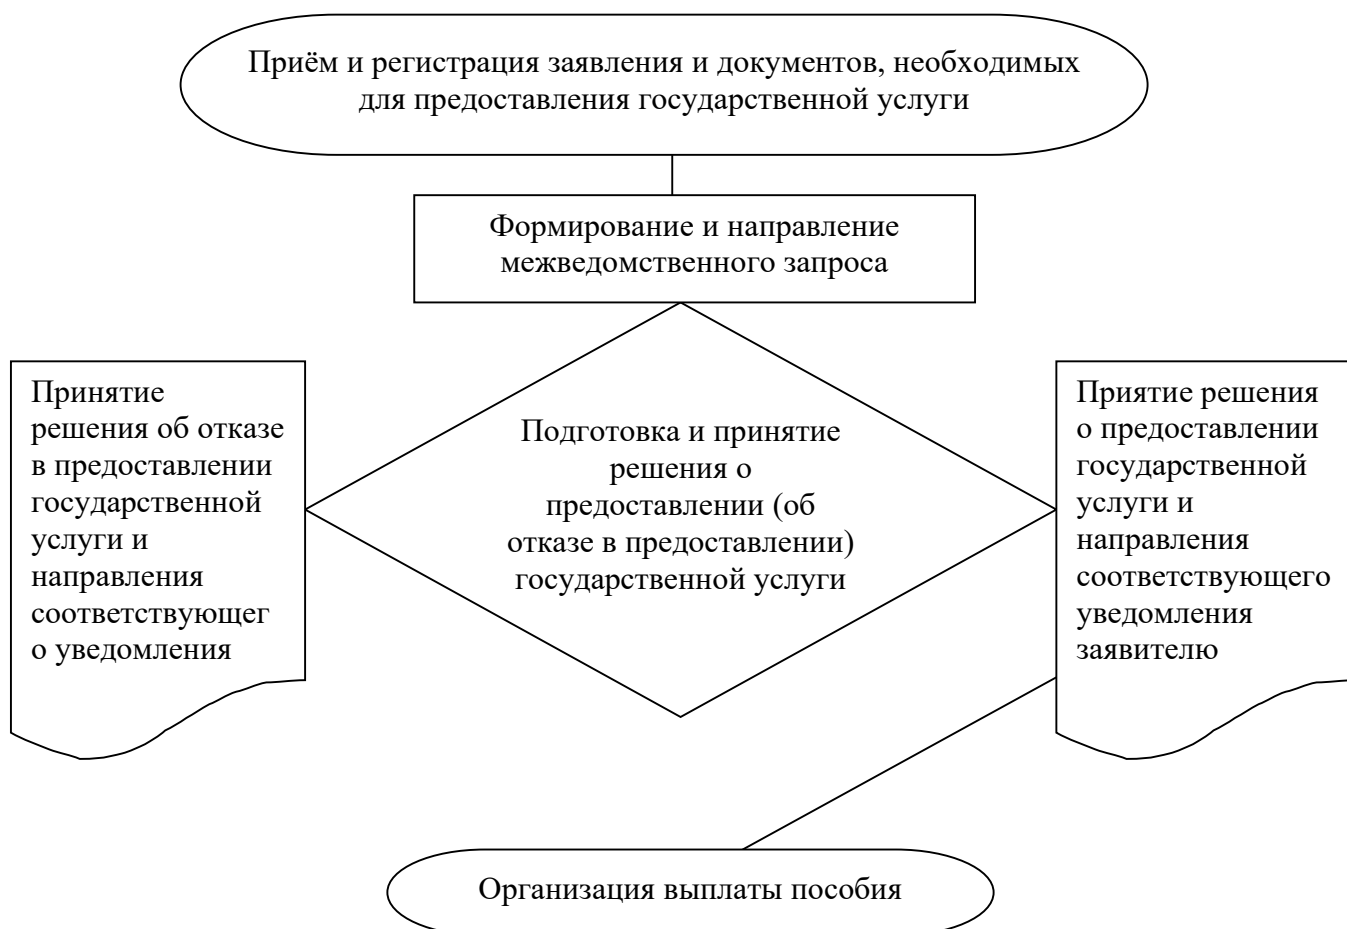 Приём и регистрация заявления и документов, необходимых
для предоставления государственной услуги
Формирование и направление
межведомственного запроса
Принятие
решения об отказе
в предоставлении
государственной
услуги и
направления
соответствующег
о уведомления
Подготовка и принятие
решения о
предоставлении (об
отказе в предоставлении)
государственной услуги
Приятие решения
о предоставлении
государственной
услуги и
направления
соответствующего
уведомления
заявителю
Организация выплаты пособия